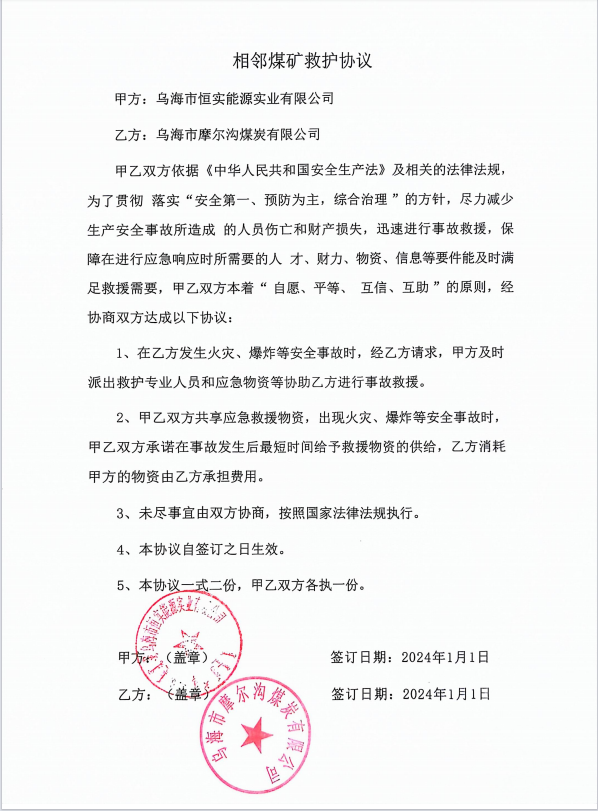 相邻煤矿救护协议
甲方：乌海市恒实能源实业有限公司
乙方：乌海市摩尔沟煤炭有限公司
甲乙双方依据《中华人民共和国安全生产法》及相关的法律法规，
为了贯彻 落实“安全第一、预防为主，综合治理 ”的方针，尽力减少
生产安全事故所造成 的人员伤亡和财产损失，迅速进行事故救援，保
障在进行应急响应时所需要的人 才、财力、物资、信息等要件能及时满
足救援需要，甲乙双方本着“ 自愿、平等、 互信、互助 ”的原则，经
协商双方达成以下协议：
1、在乙方发生火灾、爆炸等安全事故时，经乙方请求，甲方及时
派出救护专业人员和应急物资等协助乙方进行事故救援。
2、甲乙双方共享应急救援物资，出现火灾、爆炸等安全事故时，
甲乙双方承诺在事故发生后最短时间给予救援物资的供给，乙方消耗
甲方的物资由乙方承担费用。
3、未尽事宜由双方协商，按照国家法律法规执行。
4、本协议自签订之日生效。
5、本协议一式二份，甲乙双方各执一份。
乌海市恒实能源实业有限公司
甲方：（盖章） 签订日期：2024年1月1日
乙方：（盖章） 签订日期：2024年1月1日
乌海市摩尔沟煤炭有限公司